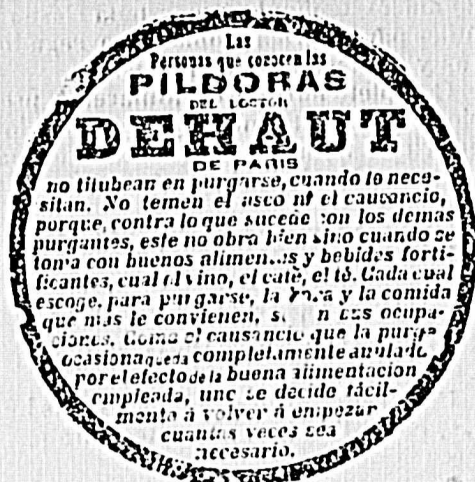 Las
Personas que conocen las
PILDORAS
DEL DOCTOR
DEHAUT
DE PARIS
no titubean en purgarse, cuando lo nece-
sitan. No temen el asco ni el causancio,
porque, contra lo que sucede con los demas
purgantes, este no obra bien sino cuando se
toma con buenos alimentos y bebidas forti-
ficantes, cual el vino, el café, el té. Cada cual
escoge, para purgarse, la hora y la comida
que mas le convienen, segun sus ocupa-
ciones. Como el causancio que la purga
ocasiona queda completamente anulado
por el efecto de la buena alimentacion
empleada, uno se decide fácil-
mente á volver á empezar
cuantas veces sea
necesario.